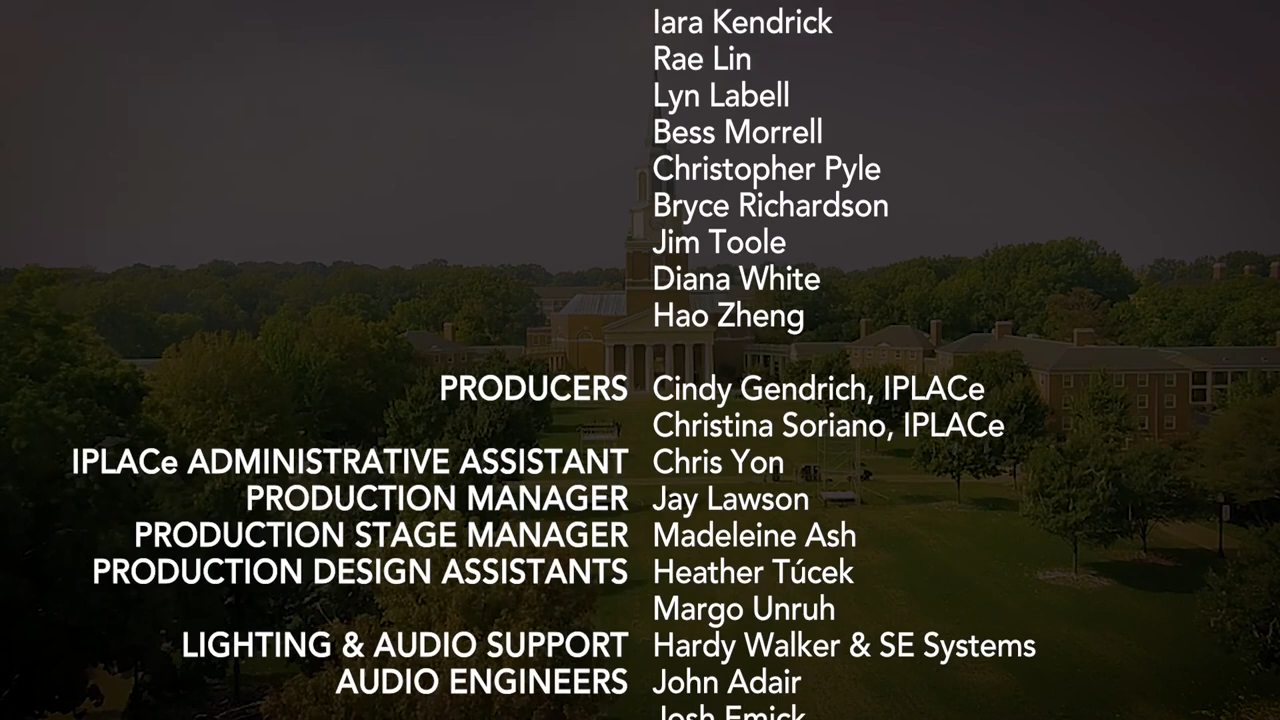 Iara Kendrick
Rae Lin
Lyn Labell
Bess Morrell
Christopher Pyle
Bryce Richardson
Jim Toole
Diana White
Hao Zheng
PRODUCERS Cindy Gendrich, IPLACe
Christina Soriano, IPLACe
IPLACe ADMINISTRATIVE ASSISTANT Chris Yon
PRODUCTION MANAGER Jay Lawson
PRODUCTION STAGE MANAGER Madeleine Ash
PRODUCTION DESIGN ASSISTANTS Heather Túcek
Margo Unruh
LIGHTING & AUDIO SUPPORT Hardy Walker & SE Systems
AUDIO ENGINEERS John Adair
Josh Emick